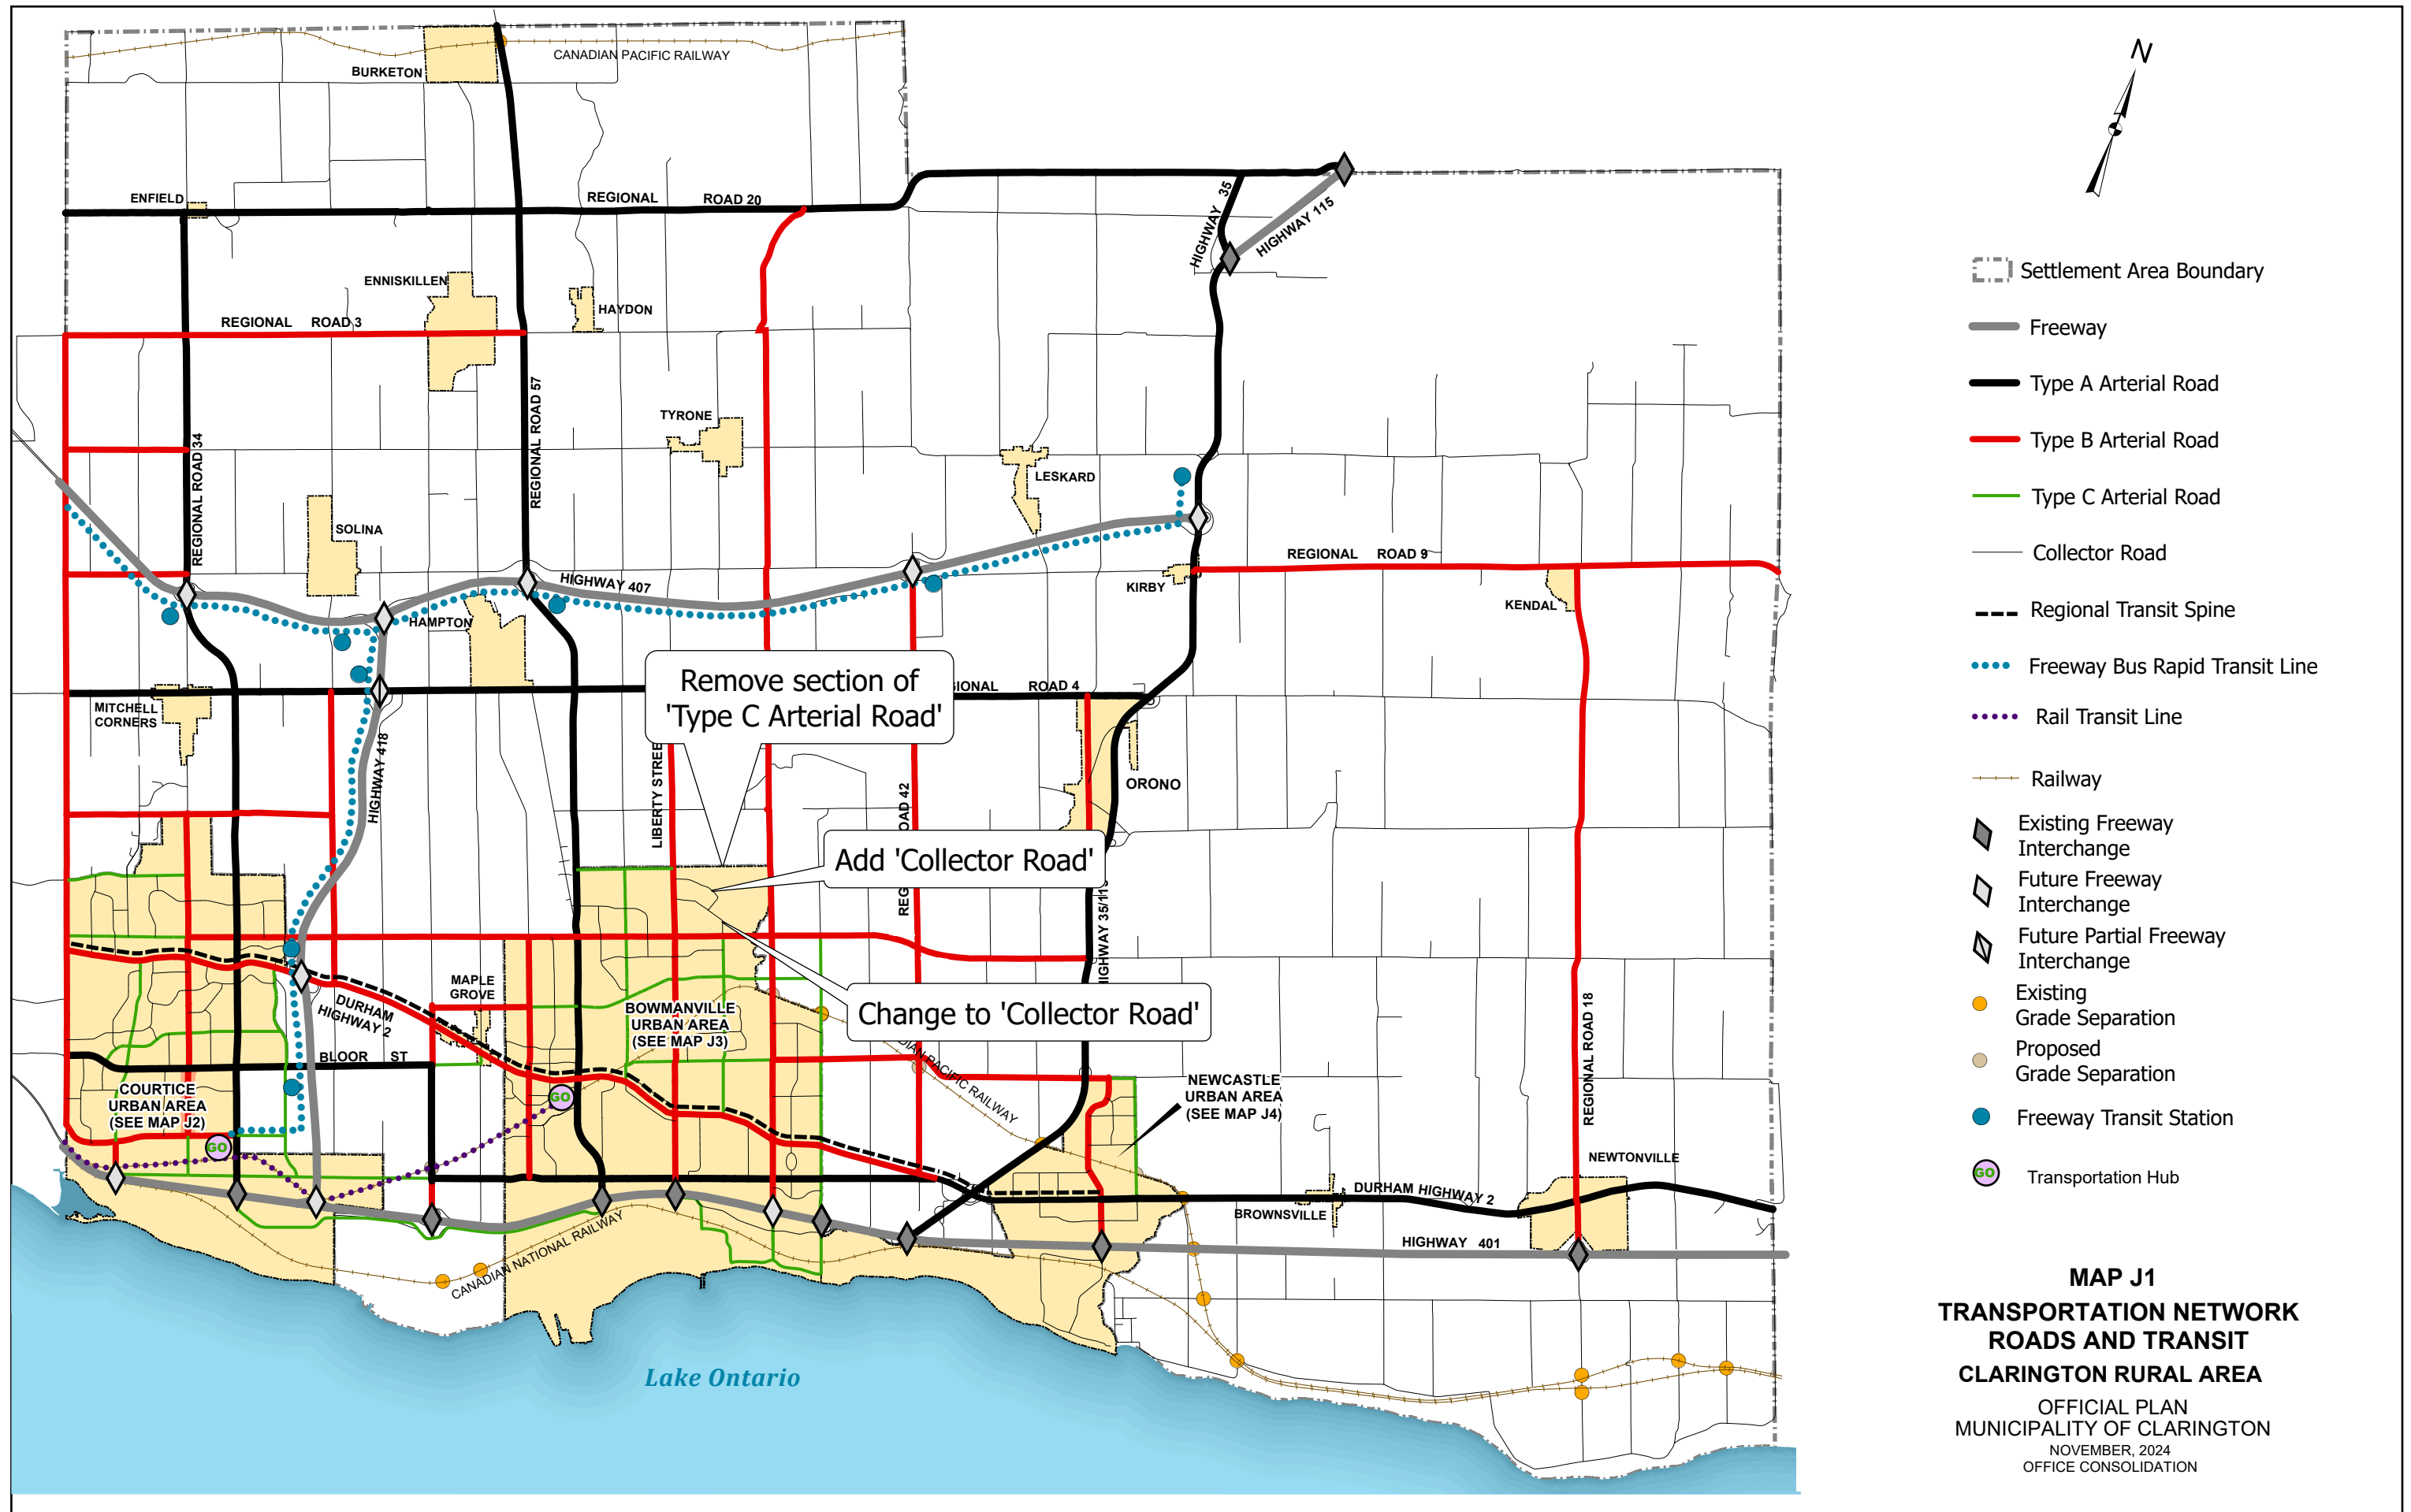 CANADIAN PACIFIC RAILWAY
BURKETON
N
ENFIELD
REGIONAL ROAD 20
HIGHWAY 35
HIGHWAY 115
ENNISKILLEN
HAYDON
REGIONAL ROAD 3
REGIONAL ROAD 57
TYRONE
REGIONAL ROAD 34
LESKARD
SOLINA
REGIONAL ROAD 9
HIGHWAY 407
KIRBY
KENDAL
HAMPTON
Remove section of
'Type C Arterial Road'
ROAD 4
MITCHELL
CORNERS
HIGHWAY 418
LIBERTY STREE
ORONO
OAD 42
REG
Add 'Collector Road'
HIGHWAY 35/11
MAPLE
GROVE
DURHAM
HIGHWAY 2
BOWMANVILLE
URBAN AREA
(SEE MAP J3)
Change to 'Collector Road'
DIAN PACIFIC RAILWAY
REGIONAL ROAD 18
BLOOR ST
COURTICE
URBAN AREA
(SEE MAP J2)
GO
GO
NEWCASTLE
URBAN AREA
(SEE MAP J4)
NEWTONVILLE
DURHAM HIGHWAY 2
BROWNSVILLE
HIGHWAY 401
CANADIAN NATIONAL RAILWAY
Lake Ontario
Settlement Area Boundary
Freeway
Type A Arterial Road
Type B Arterial Road
Type C Arterial Road
Collector Road
Regional Transit Spine
Freeway Bus Rapid Transit Line
Rail Transit Line
Railway
Existing Freeway
Interchange
Future Freeway
Interchange
Future Partial Freeway
Interchange
Existing
Grade Separation
Proposed
Grade Separation
Freeway Transit Station
GO
Transportation Hub
MAP J1
TRANSPORTATION NETWORK
ROADS AND TRANSIT
CLARINGTON RURAL AREA
OFFICIAL PLAN
MUNICIPALITY OF CLARINGTON
NOVEMBER, 2024
OFFICE CONSOLIDATION